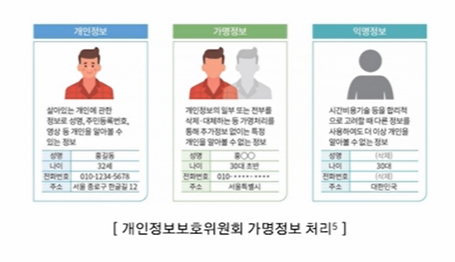 개인정보
살아있는 개인에 관한
정보로 성명, 주민등록번호,
영상 등 개인을 알아볼 수
있는 정보
성명 홍길동
나이 32세
전화번호 010-1234-5678
주소 서울 종로구 한글길 12
가명정보
개인정보의 일부 또는 전부를
삭제·대체하는 등 가명처리를
통해 추가정보 없이는 특정
개인을 알아볼 수 없는 정보
성명 홍○○
나이 30대 초반
전화번호 010-····-····
주소 서울특별시
익명정보
시간비용기술 등을 합리적
으로 고려할 때 다른 정보를
사용하여도 더 이상 개인을
알아볼 수 없는 정보
성명 (삭제)
나이 30대
전화번호 (삭제)
주소 대한민국
[ 개인정보보호위원회 가명정보 처리5 ]